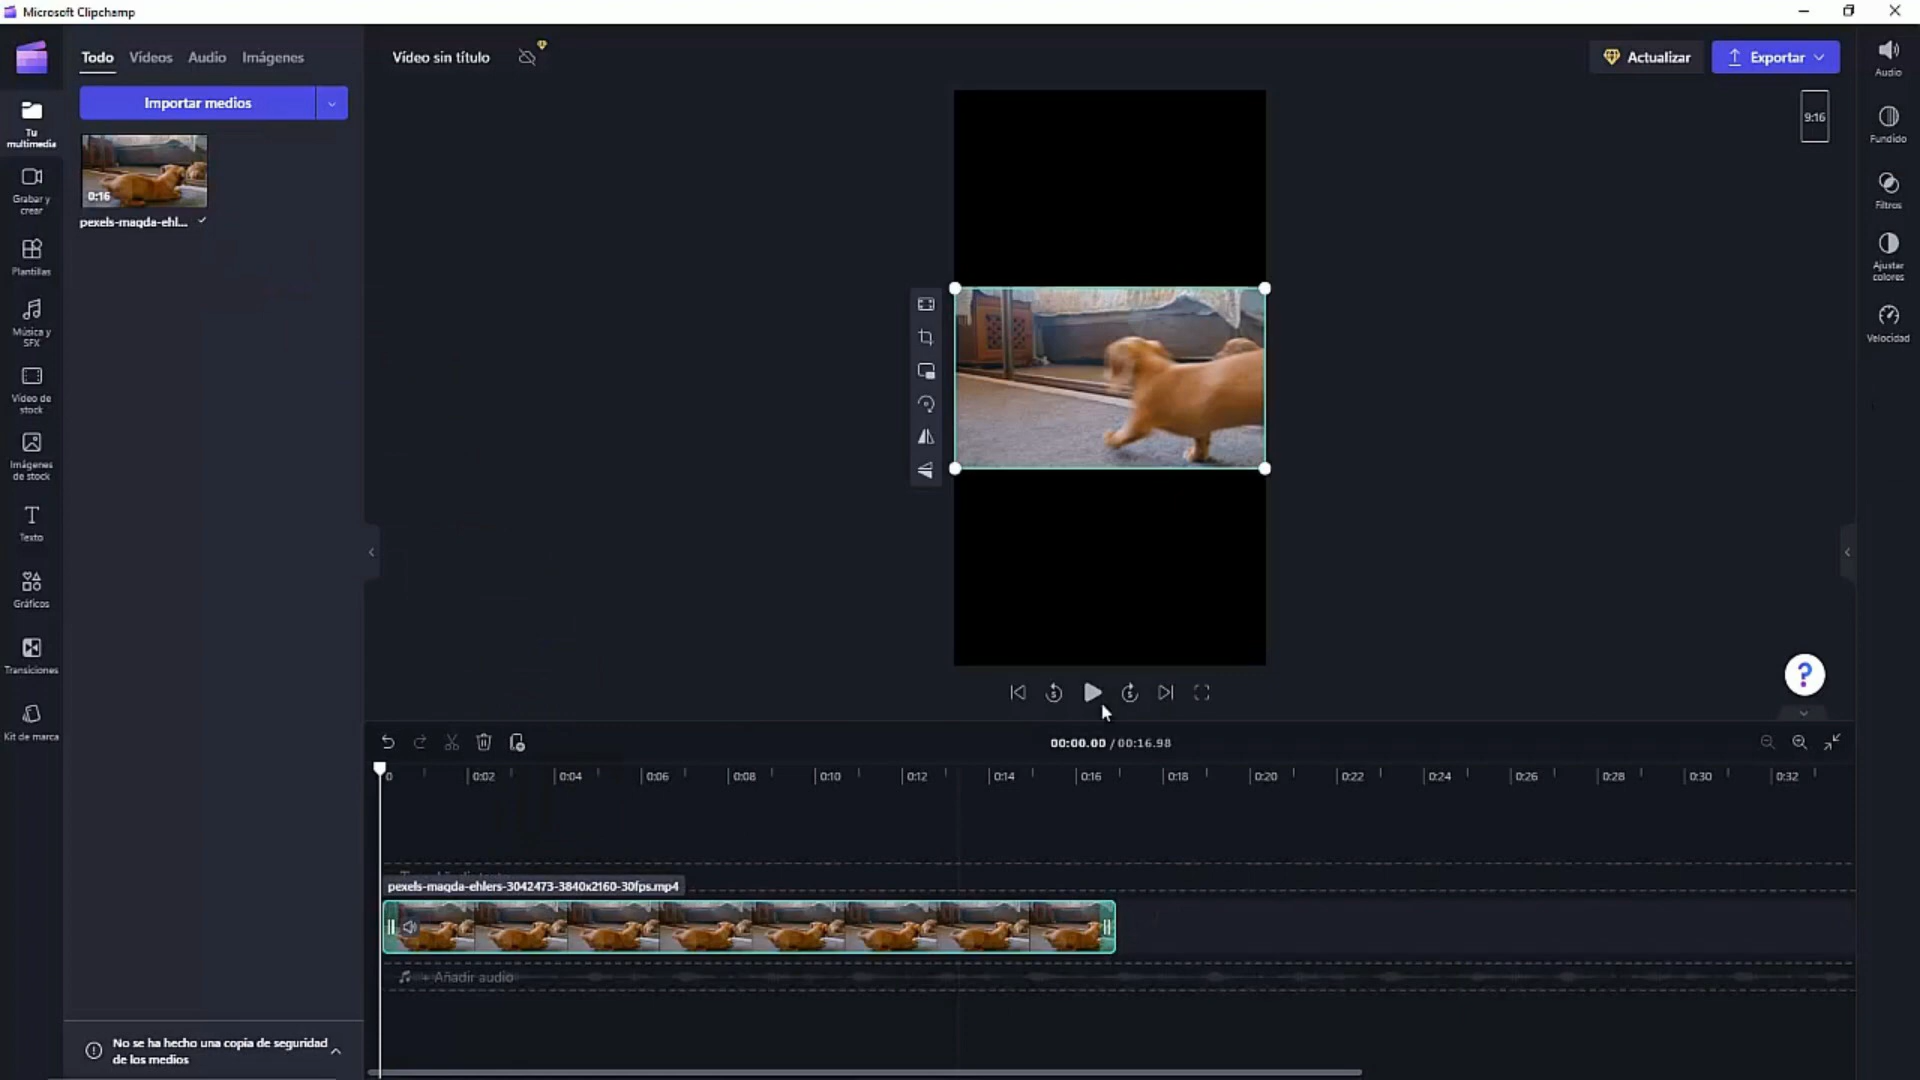 Microsoft Clipchamp
Todo
Vídeos
Audio
Imágenes
Importar medios
0:16
pexels-magda-ehl...
Tu
multimedia
Grabar y
crear
Plantillas
Música y
SFX
Vídeo de
stock
Imágenes
de stock
Texto
Gráficos
Transiciones
Kit de marca
No se ha hecho una copia de seguridad
de los medios
Vídeo sin título
Actualizar
Exportar
9:16
Audio
Fundido
Filtros
Ajustar
colores
Velocidad
?
5
5
00:00.00 / 00:16.98
0
0:02
0:04
0:06
0:08
0:10
0:12
0:14
0:16
0:18
0:20
0:22
0:24
0:26
0:28
0:30
0:32
pexels-magda-ehlers-3042473-3840x2160-30fps.mp4
+ Añadir audio